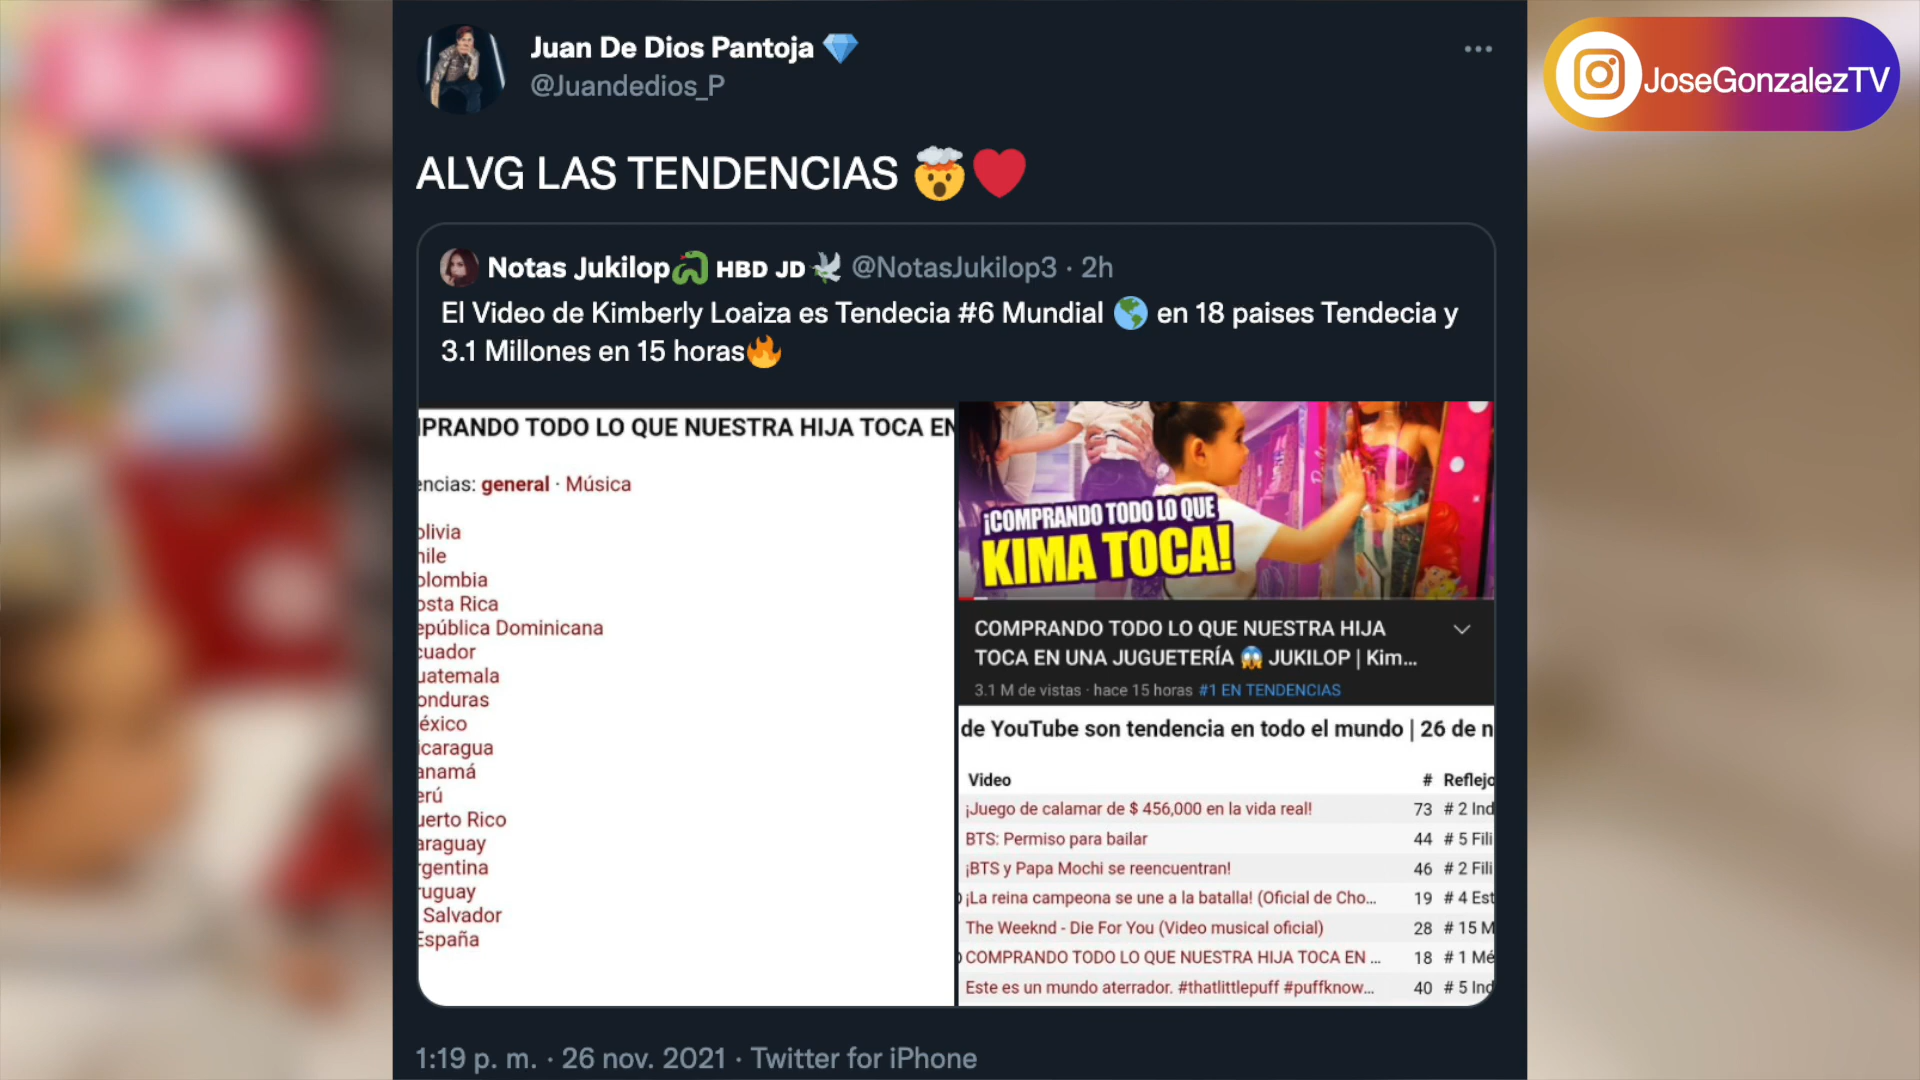 Juan De Dios Pantoja
@Juandedios_P
JoseGonzalezTV
ALVG LAS TENDENCIAS
Notas Jukilop HBD JD @NotasJukilop3 · 2h
El Video de Kimberly Loaiza es Tendecia #6 Mundial en 18 paises Tendecia y
3.1 Millones en 15 horas
IPRANDO TODO LO QUE NUESTRA HIJA TOCA EN
encias: general · Música
olivia
hile
olombia
osta Rica
epública Dominicana
cuador
uatemala
onduras
éxico
icaragua
anamá
erú
uerto Rico
araguay
rgentina
ruguay
Salvador
España
¡COMPRANDO TODO LO QUE
KIMA TOCA!
COMPRANDO TODO LO QUE NUESTRA HIJA
TOCA EN UNA JUGUETERÍA JUKILOP | Kim...
3.1 M de vistas · hace 15 horas #1 EN TENDENCIAS
de YouTube son tendencia en todo el mundo | 26 de n
Video # Reflejo
¡Juego de calamar de $ 456,000 en la vida real! 73 # 2 Ind
BTS: Permiso para bailar 44 # 5 Fili
¡BTS y Papa Mochi se reencuentran! 46 # 2 Fili
¡La reina campeona se une a la batalla! (Oficial de Cho... 19 # 4 Est
The Weeknd - Die For You (Video musical oficial) 28 # 15 M
COMPRANDO TODO LO QUE NUESTRA HIJA TOCA EN ... 18 # 1 Mé
Este es un mundo aterrador. #thatlittlepuff #puffknow... 40 # 5 Ind
1:19 p. m. · 26 nov. 2021 · Twitter for iPhone